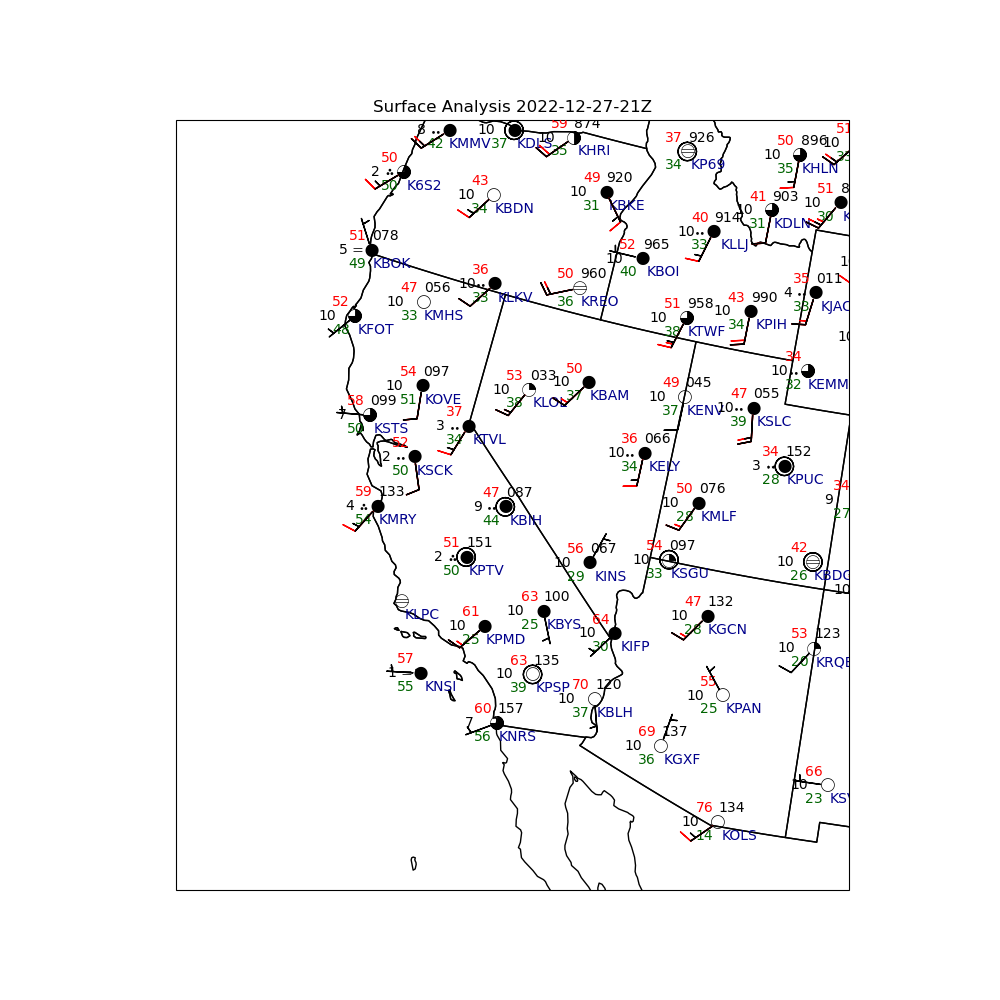 Surface Analysis 2022-12-27-21Z
8
42 KMMV
10
37 KDLS
59 874
10
35 KHRI
37 926
34 KP69
50 896
10
35 KHLN
51
10
50
2
50 K6S2
43
10
34 KBDN
49 920
10
31 KBKE
41 903
10
31 KDLN
51 8
10
30 K
40 914
10
33 KLLJ
51 078
5 =
49 KBOK
52 965
10
40 KBOI
36
10
33 KLKV
50 960
36 KREO
47 056
10
33 KMHS
35 011
4
33 KJAC
1
52
10
48 KFOT
51 958
10
38 KTWF
43 990
10
34 KPIH
10
34
10
32 KEMM
54 097
10
51 KOVE
53 033
10
38 KLOL
50
10
37 KBAM
49 045
10
37 KENV
47 055
10
39 KSLC
58 099
7
50 KSTS
37
3
34 KTVL
52
2
50 KSCK
36 066
10
34 KELY
34 152
3
28 KPUC
59 133
4
54 KMRY
47 087
9
44 KBIH
50 076
10
28 KMLF
34
9
27
51 151
2
50 KPTV
56 067
10
29 KINS
54 097
10
33 KSGU
42
10
26 KBDG
10
KLPC
61
10
25 KPMD
63 100
10
25 KBYS
64
10
30 KIFP
47 132
10
28 KGCN
53 123
10
20 KRQE
57
1
55 KNSI
63 135
10
39 KPSP
70 120
10
37 KBLH
55
10
25 KPAN
60 157
7
56 KNRS
69 137
10
36 KGXF
66
10
23 KSV
76 134
10
14 KOLS